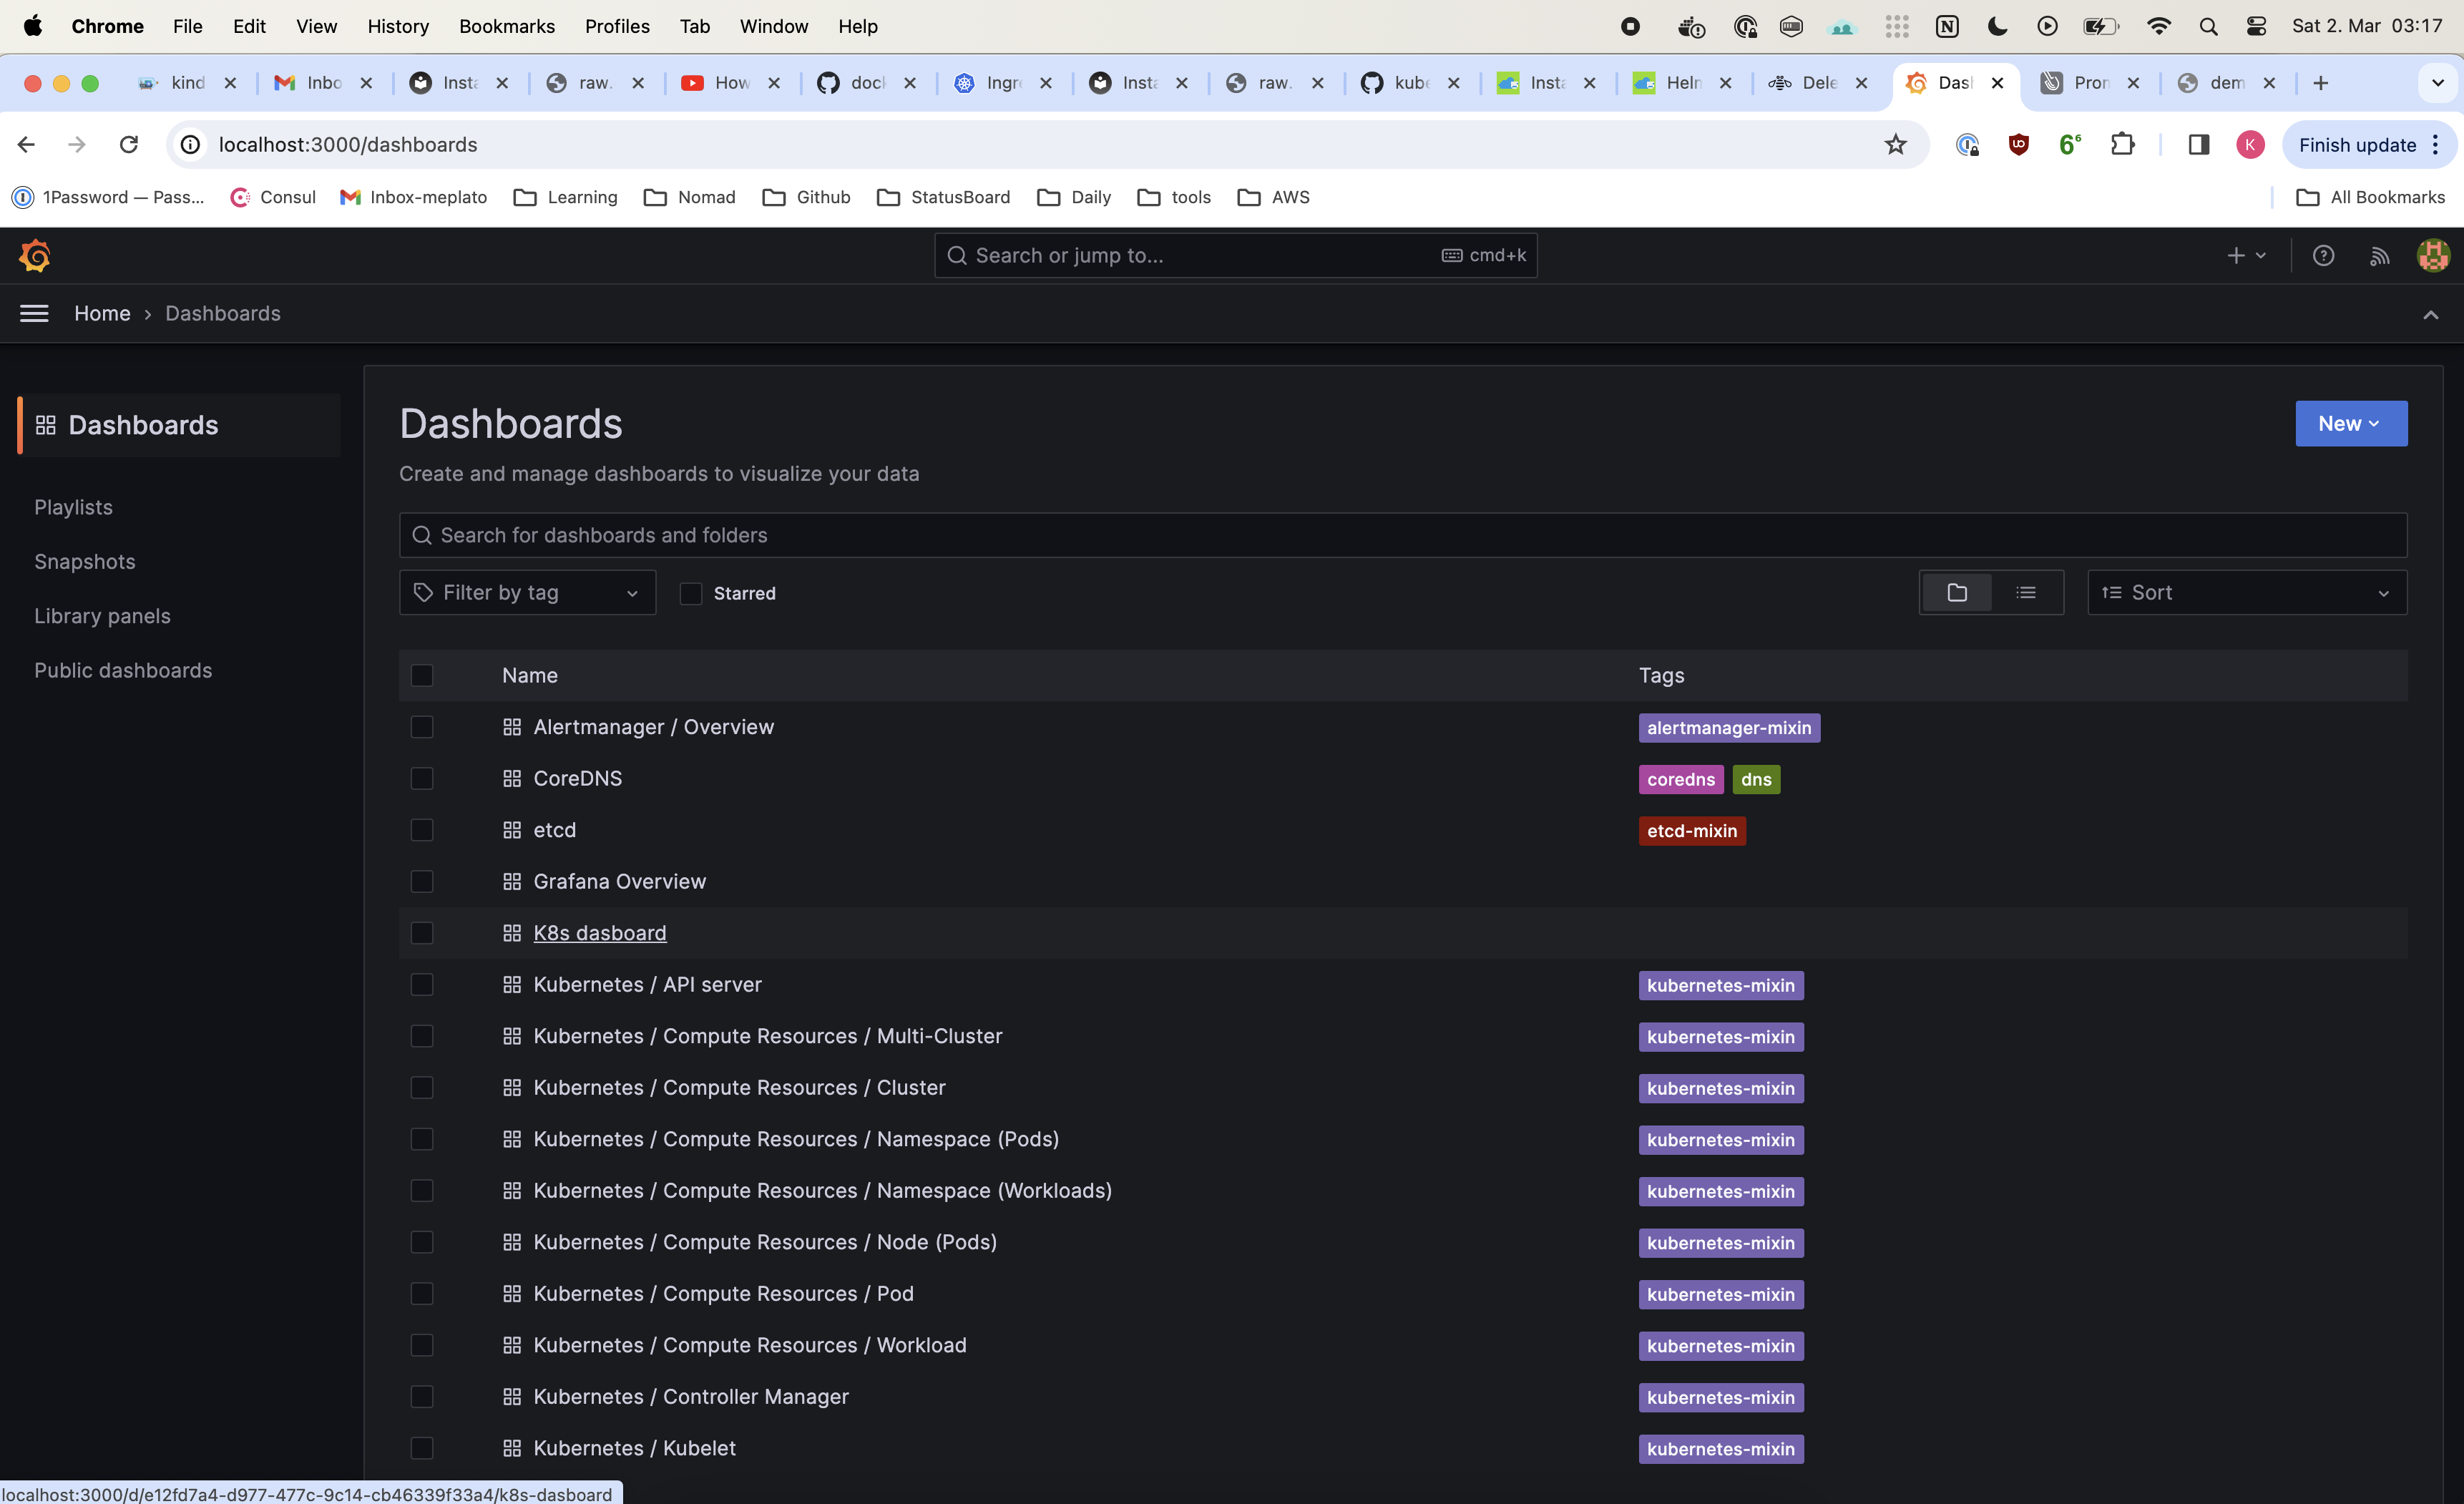 Chrome File Edit View History Bookmarks Profiles Tab Window Help Sat 2. Mar 03:17
kind Inbo Insta raw. How dock Ingre Insta raw. kube Insta Helm Dele Das Pron dem
localhost:3000/dashboards 6⁶ K Finish update
1Password — Pass... Consul Inbox-meplato Learning Nomad Github StatusBoard Daily tools AWS All Bookmarks
Search or jump to... cmd+k
Home › Dashboards
Dashboards
Playlists
Snapshots
Library panels
Public dashboards
Dashboards
New
Create and manage dashboards to visualize your data
Search for dashboards and folders
Filter by tag Starred Sort
Name Tags
Alertmanager / Overview alertmanager-mixin
CoreDNS coredns dns
etcd etcd-mixin
Grafana Overview
K8s dasboard
Kubernetes / API server kubernetes-mixin
Kubernetes / Compute Resources / Multi-Cluster kubernetes-mixin
Kubernetes / Compute Resources / Cluster kubernetes-mixin
Kubernetes / Compute Resources / Namespace (Pods) kubernetes-mixin
Kubernetes / Compute Resources / Namespace (Workloads) kubernetes-mixin
Kubernetes / Compute Resources / Node (Pods) kubernetes-mixin
Kubernetes / Compute Resources / Pod kubernetes-mixin
Kubernetes / Compute Resources / Workload kubernetes-mixin
Kubernetes / Controller Manager kubernetes-mixin
Kubernetes / Kubelet kubernetes-mixin
localhost:3000/d/e12fd7a4-d977-477c-9c14-cb46339f33a4/k8s-dasboard